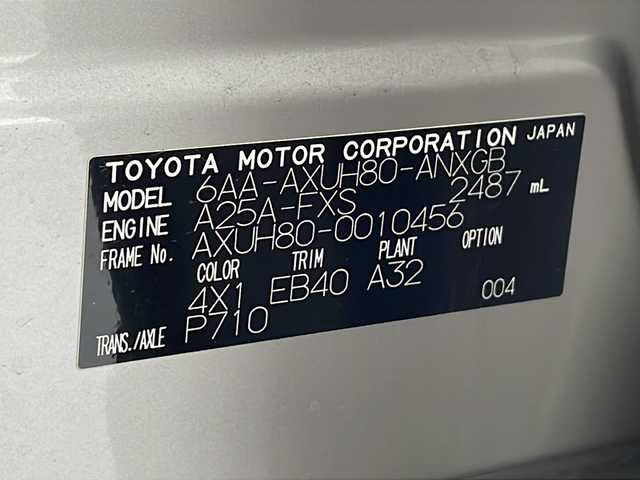 TOYOTA MOTOR CORPORATION JAPAN
MODEL 6AA-AXUH80-ANXGB
ENGINE A25A-FXS 2487 mL
FRAME No. AXUH80-0010456
COLOR TRIM PLANT OPTION
4X1 EB40 A32
TRANS./AXLE P710 004